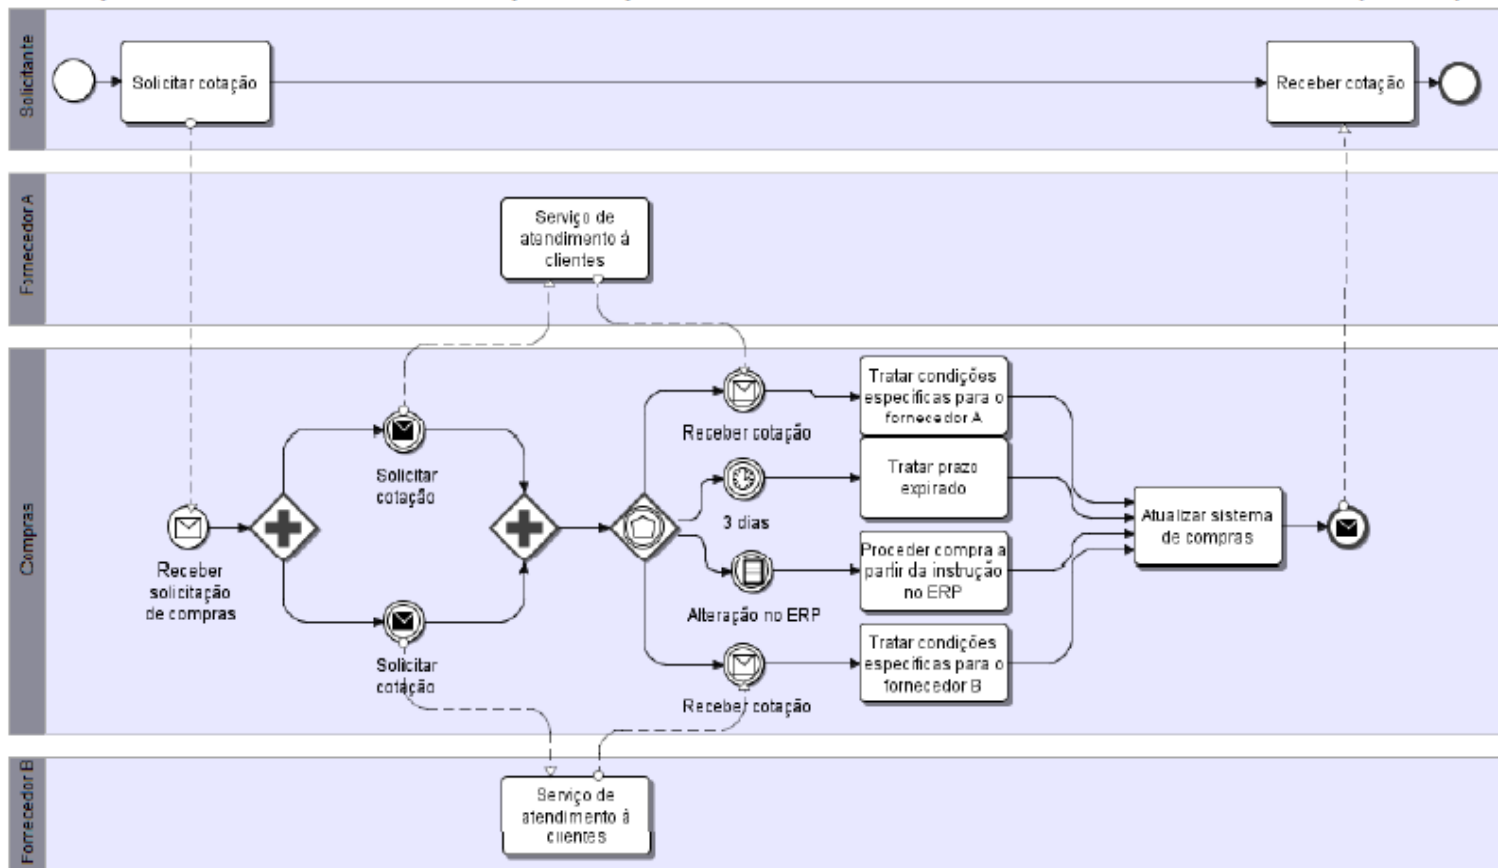 Solicitante
Solicitar cotação
Receber cotação
Fornecedor A
Serviço de
atendimento à
clientes
Compras
Receber
solicitação
de compras
Solicitar
cotação
Solicitar
cotação
Receber cotação
3 dias
Alteração no ERP
Receber cotação
Tratar condições
específicas para o
fornecedor A
Tratar prazo
expirado
Proceder compra a
partir da instrução
no ERP
Tratar condições
específicas para o
fornecedor B
Atualizar sistema
de compras
Fornecedor B
Serviço de
atendimento à
clientes